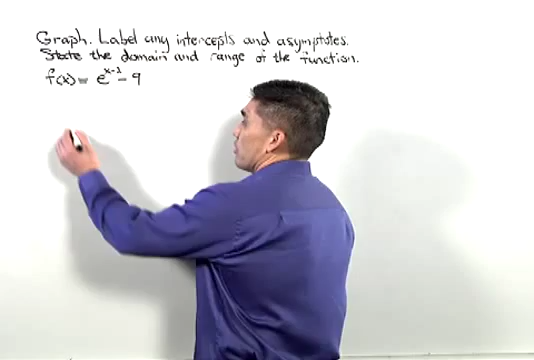 Graph. Label any intercepts and asymptotes.
State the domain and range of the function.
f(x) = e^{x-1} - 9